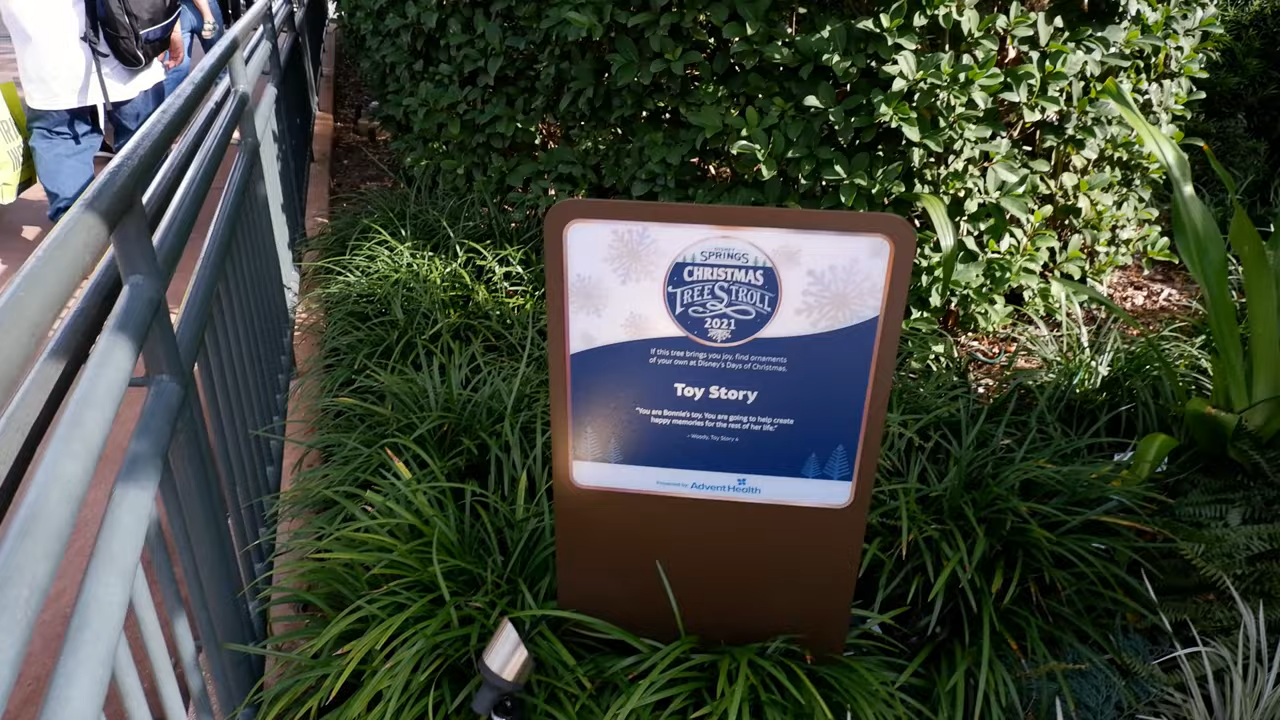 DISNEY
SPRINGS
CHRISTMAS
TREE STROLL
2021
If this tree brings you joy, find ornaments
of your own at Disney's Days of Christmas.
Toy Story
"You are Bonnie's toy. You are going to help create
happy memories for the rest of her life."
- Woody, Toy Story 4
Presented by AdventHealth